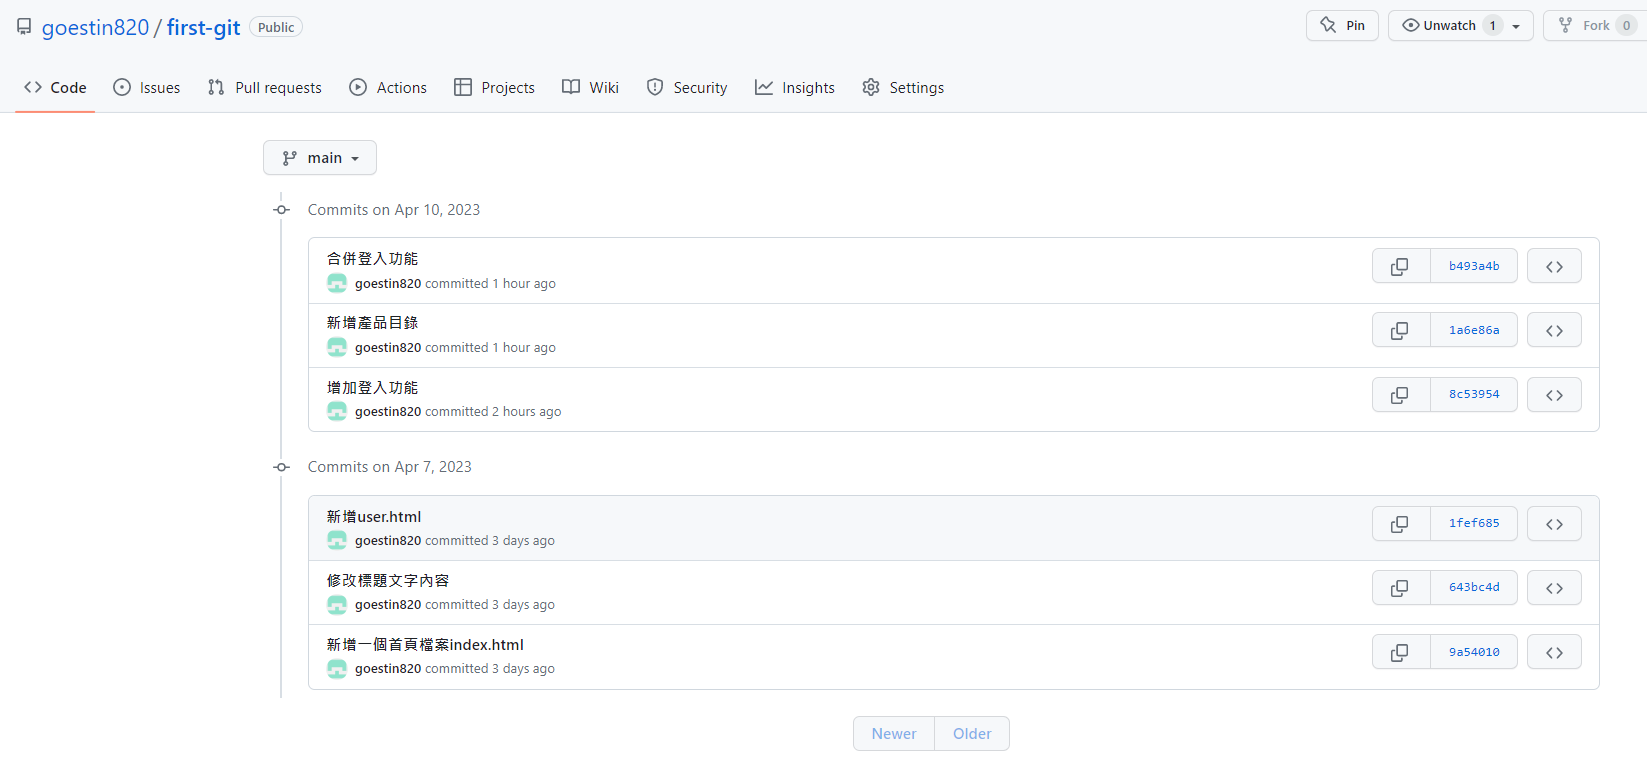 goestin820 / first-git Public
Pin
Unwatch 1
Fork 0
Code
Issues
Pull requests
Actions
Projects
Wiki
Security
Insights
Settings
main
Commits on Apr 10, 2023
合併登入功能
goestin820 committed 1 hour ago
b493a4b
新增產品目錄
goestin820 committed 1 hour ago
1a6e86a
增加登入功能
goestin820 committed 2 hours ago
8c53954
Commits on Apr 7, 2023
新增user.html
goestin820 committed 3 days ago
1fef685
修改標題文字內容
goestin820 committed 3 days ago
643bc4d
新增一個首頁檔案index.html
goestin820 committed 3 days ago
9a54010
Newer
Older